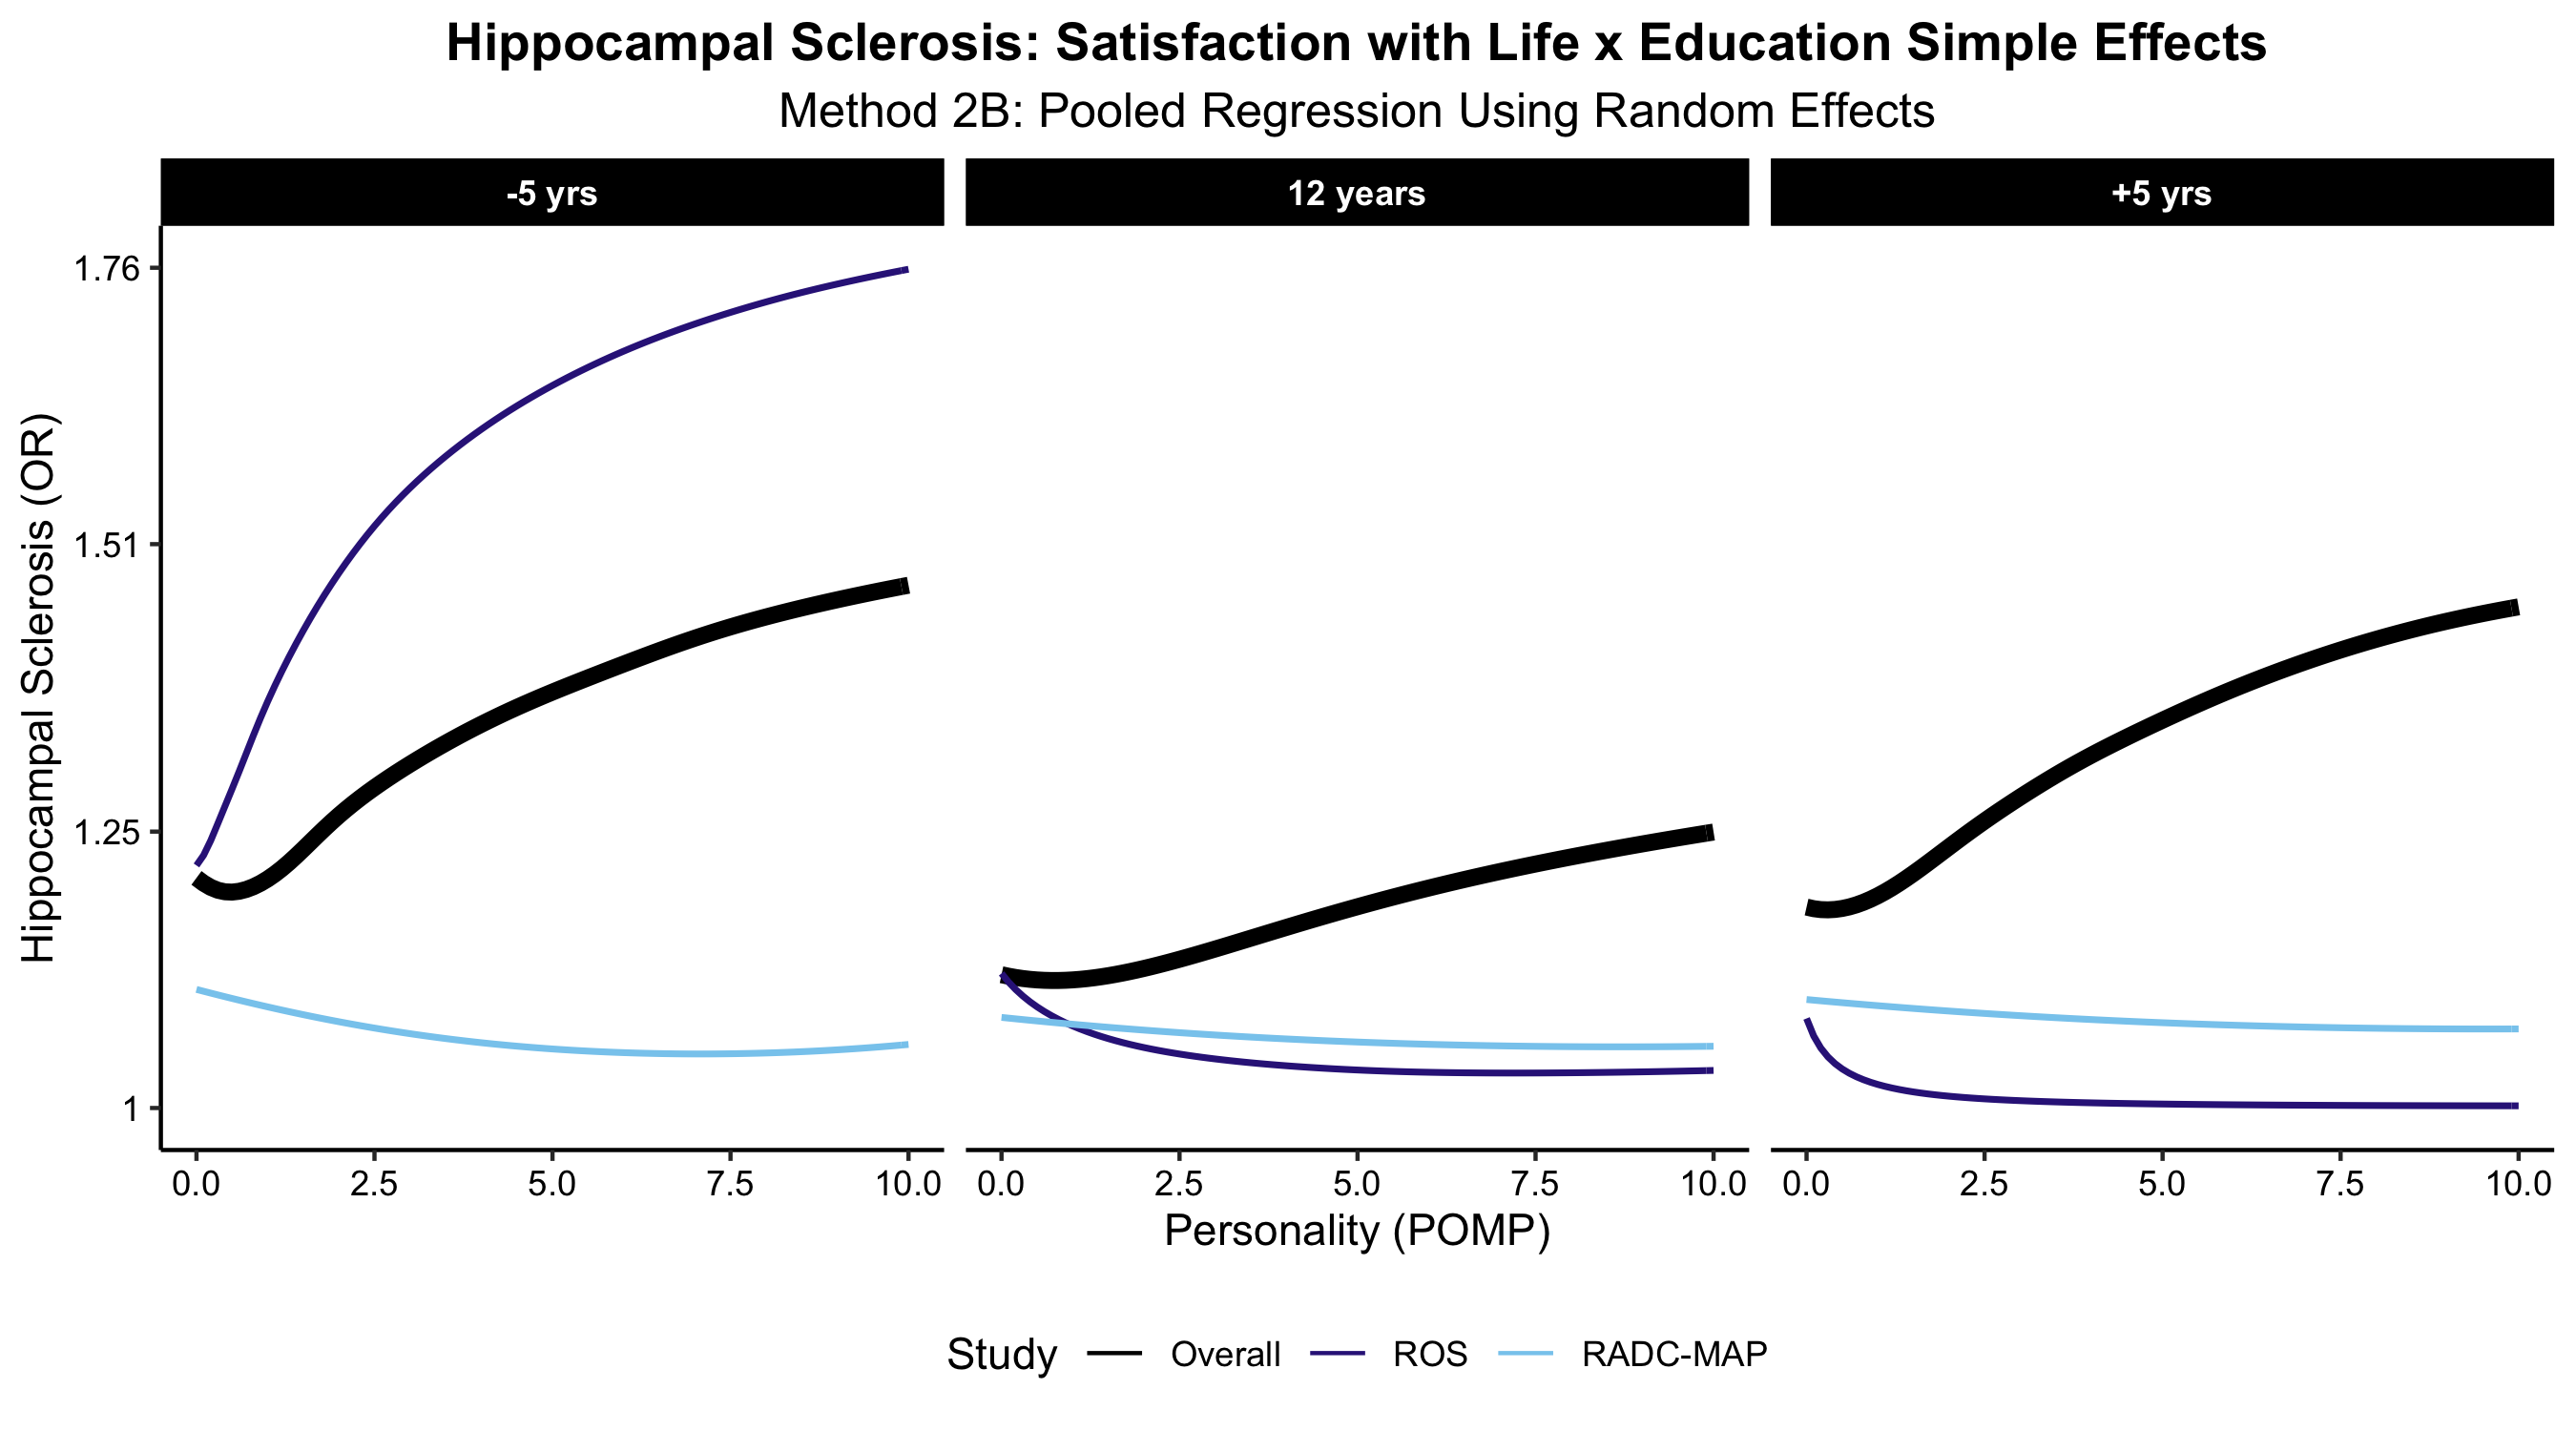 Hippocampal Sclerosis: Satisfaction with Life x Education Simple Effects
Method 2B: Pooled Regression Using Random Effects
-5 yrs 12 years +5 yrs
Hippocampal Sclerosis (OR)
1.76
1.51
1.25
1
0.0 2.5 5.0 7.5 10.0 0.0 2.5 5.0 7.5 10.0 0.0 2.5 5.0 7.5 10.0
Personality (POMP)
Study Overall ROS RADC-MAP